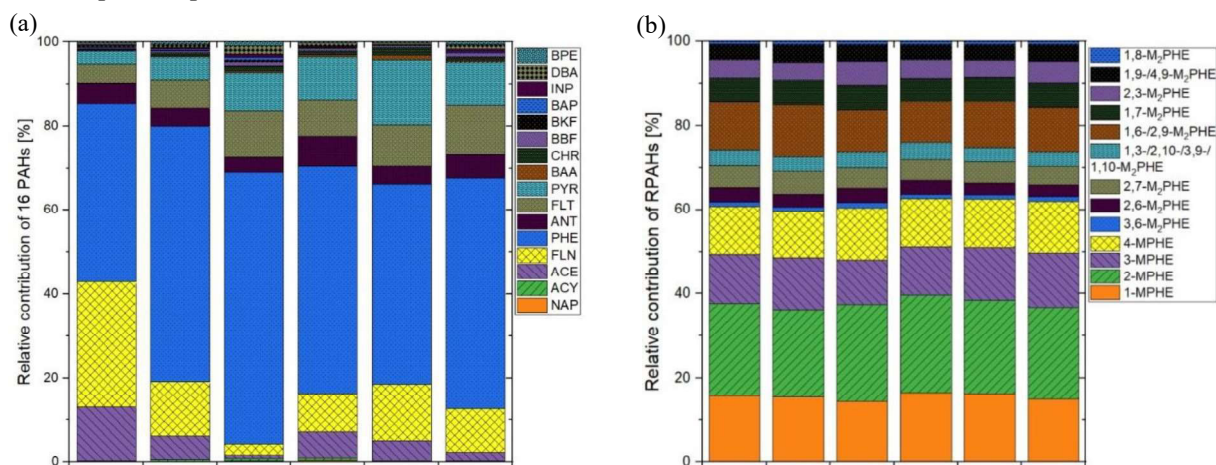 (a)
Relative contribution of 16 PAHs [%]
100
80
60
40
20
0
BPE
DBA
INP
BAP
BKF
BBF
CHR
BAA
PYR
FLT
ANT
PHE
FLN
ACE
ACY
NAP
(b)
Relative contribution of RPAHs [%]
100
80
60
40
20
0
1,8-M₂PHE
1,9-/4,9-M₂PHE
2,3-M₂PHE
1,7-M₂PHE
1,6-/2,9-M₂PHE
1,3-/2,10-/3,9-/
1,10-M₂PHE
2,7-M₂PHE
2,6-M₂PHE
3,6-M₂PHE
4-MPHE
3-MPHE
2-MPHE
1-MPHE